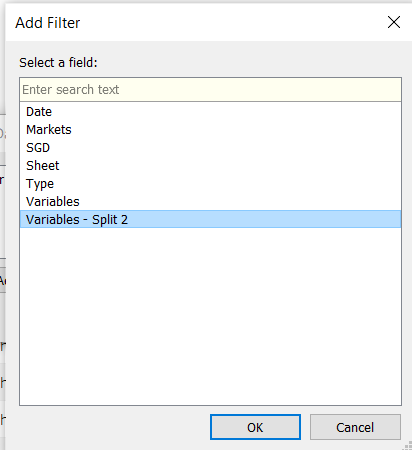 Add Filter
Select a field:
Enter search text
Date
Markets
SGD
Sheet
Type
Variables
Variables - Split 2
OK
Cancel